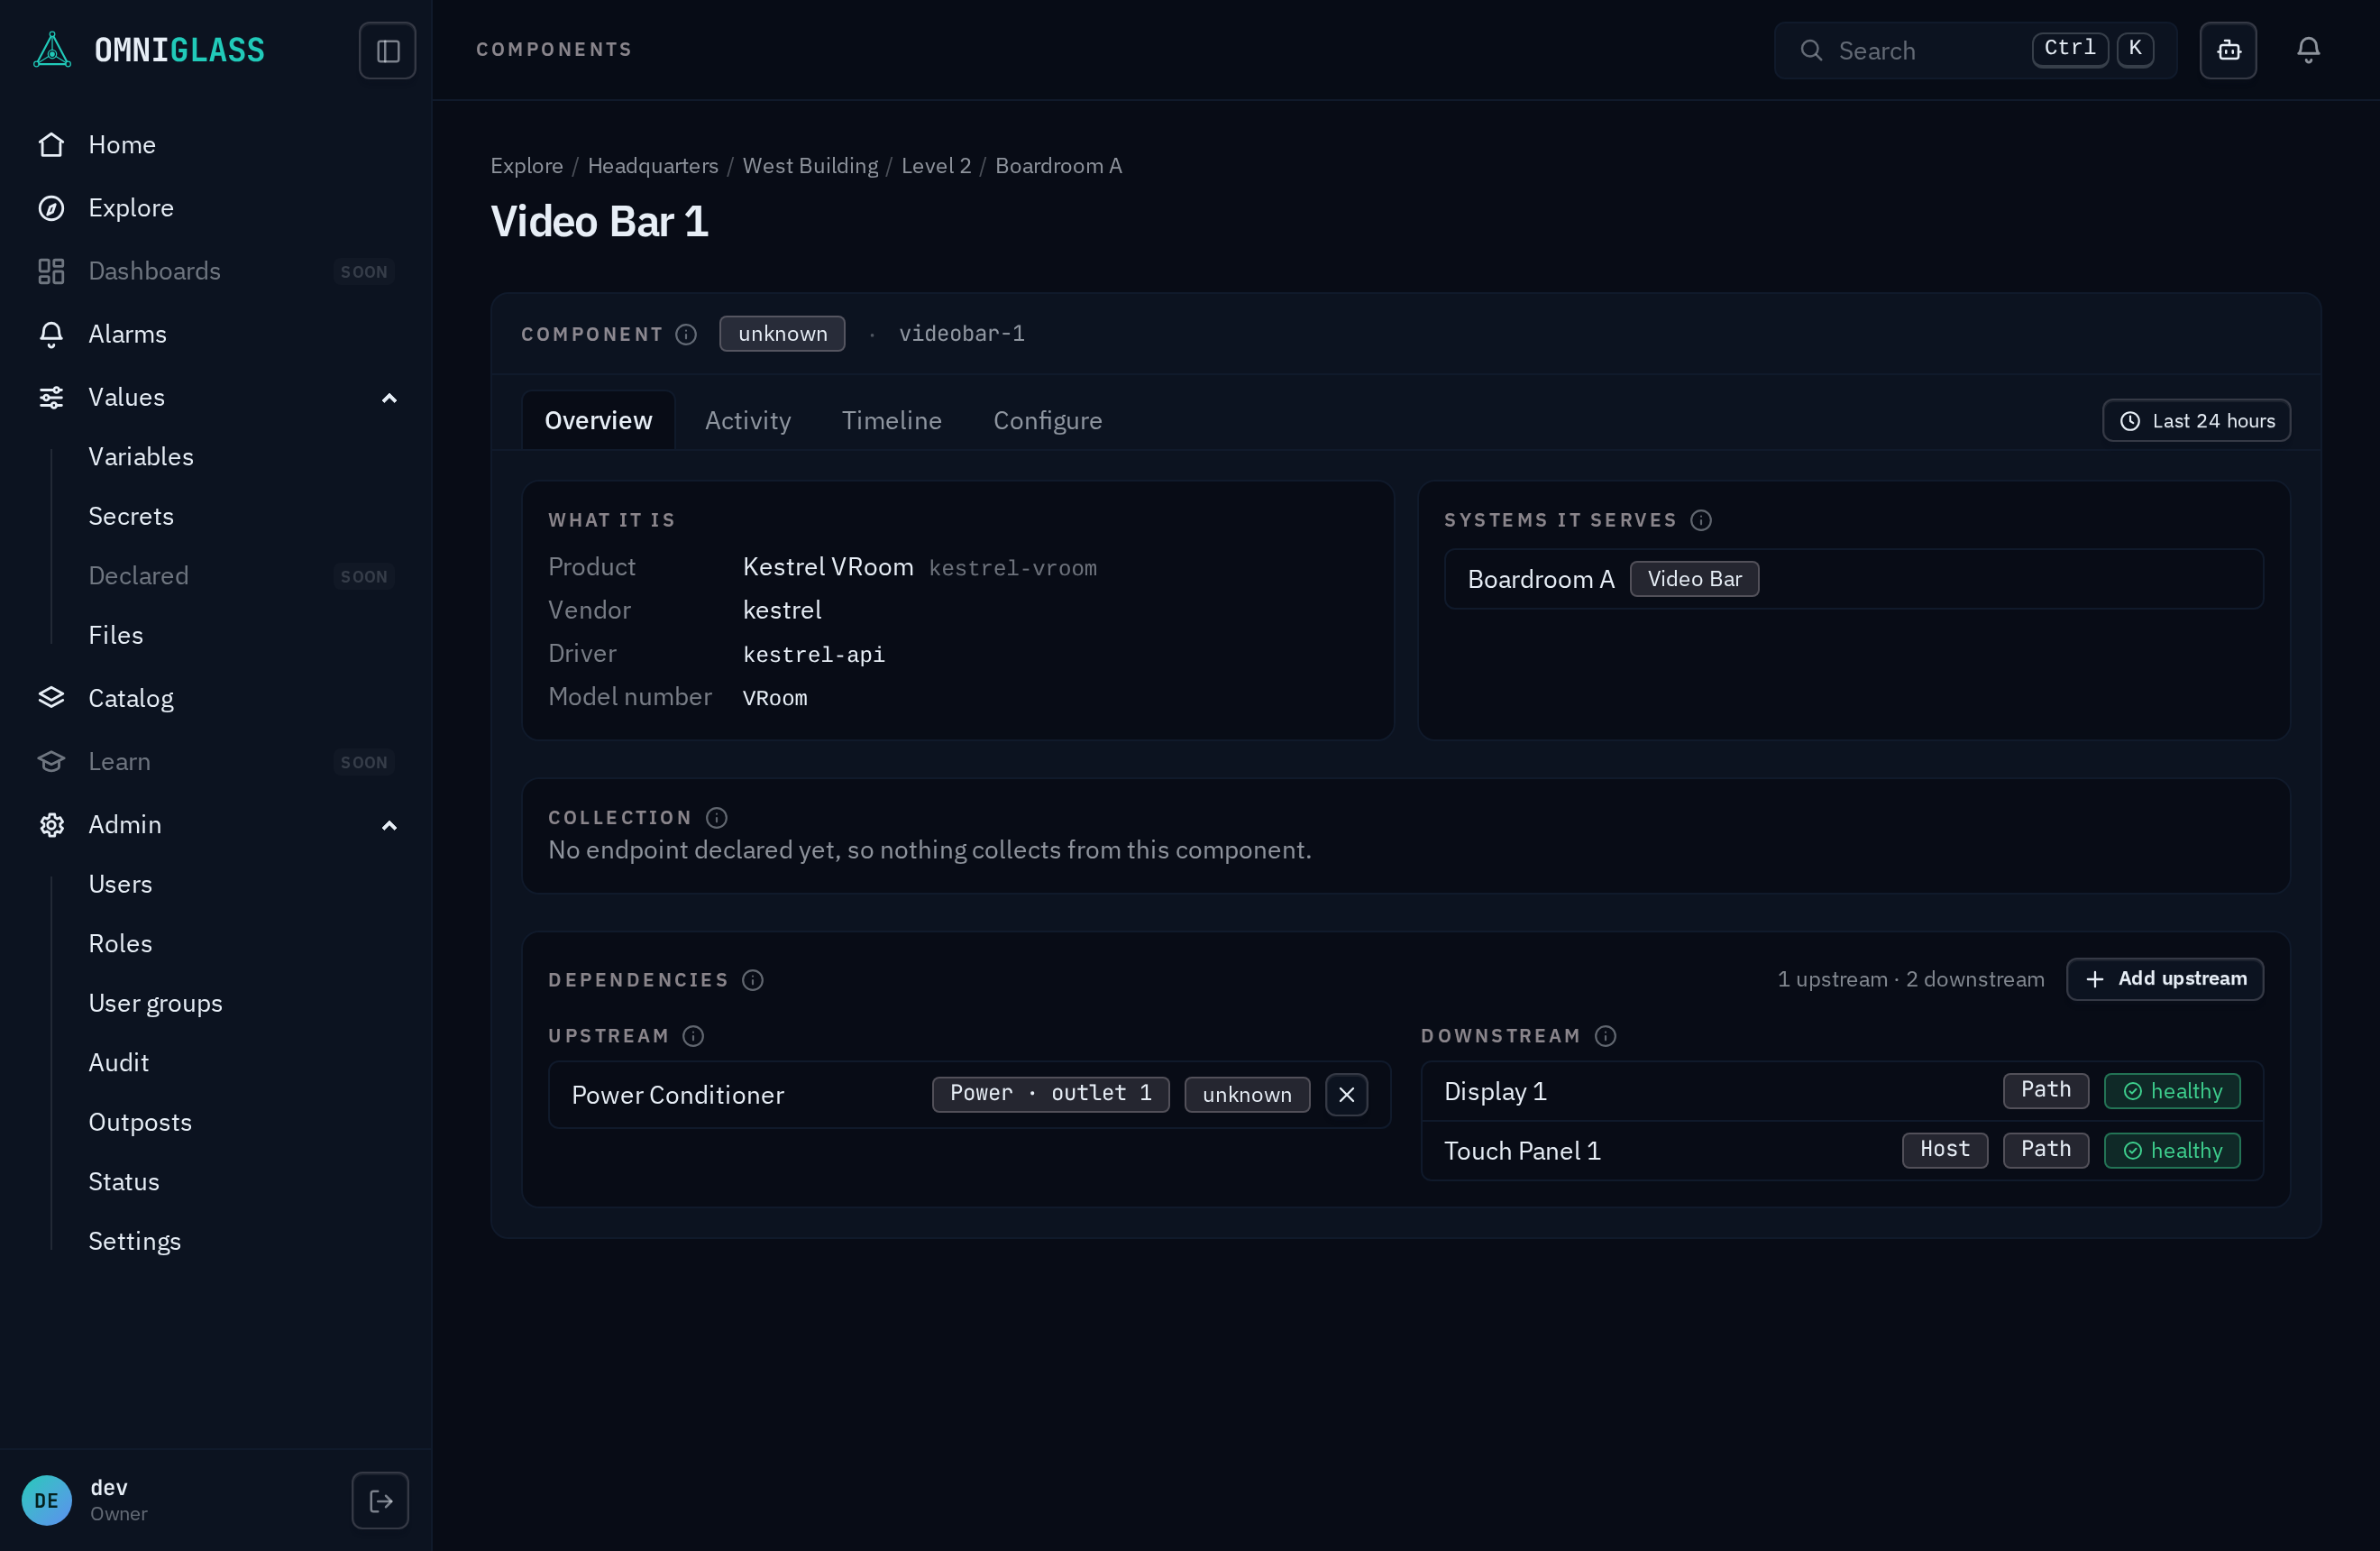 OMNIGLASS
Home
Explore
Dashboards SOON
Alarms
Values
Variables
Secrets
Declared SOON
Files
Catalog
Learn SOON
Admin
Users
Roles
User groups
Audit
Outposts
Status
Settings
DE dev
Owner
COMPONENTS
Search Ctrl K
Explore / Headquarters / West Building / Level 2 / Boardroom A
Video Bar 1
COMPONENT unknown · videobar-1
Overview Activity Timeline Configure Last 24 hours
WHAT IT IS
Product Kestrel VRoom kestrel-vroom
Vendor kestrel
Driver kestrel-api
Model number VRoom
SYSTEMS IT SERVES
Boardroom A Video Bar
COLLECTION
No endpoint declared yet, so nothing collects from this component.
DEPENDENCIES 1 upstream · 2 downstream Add upstream
UPSTREAM
Power Conditioner Power · outlet 1 unknown
DOWNSTREAM
Display 1 Path healthy
Touch Panel 1 Host Path healthy